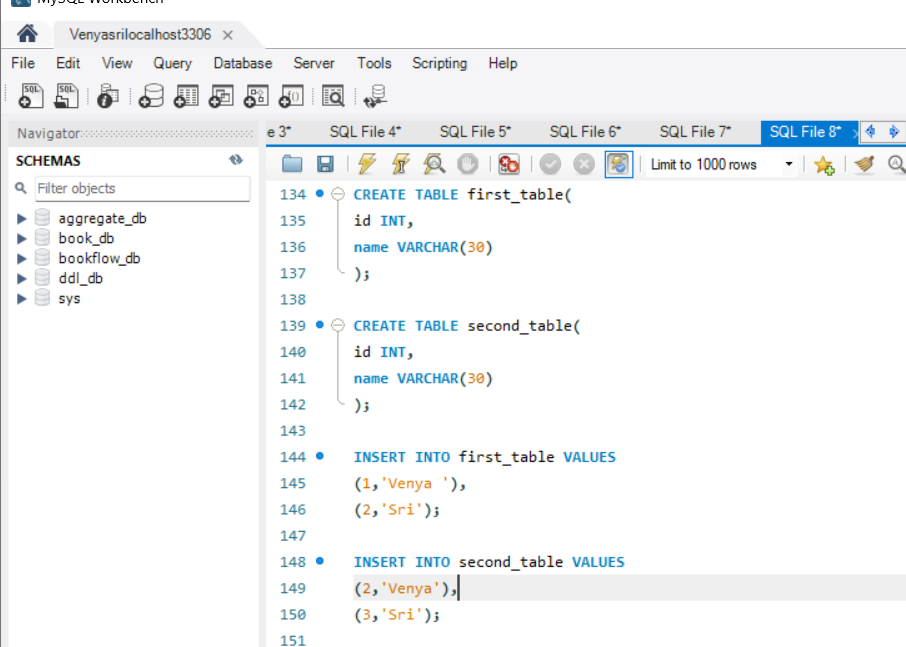 MySQL Workbench
Venyasrilocalhost3306
File Edit View Query Database Server Tools Scripting Help
Navigator
e 3* SQL File 4* SQL File 5* SQL File 6* SQL File 7* SQL File 8*
SCHEMAS
Limit to 1000 rows
Filter objects
aggregate_db
book_db
bookflow_db
ddl_db
sys
134 CREATE TABLE first_table(
135 id INT,
136 name VARCHAR(30)
137 );
138
139 CREATE TABLE second_table(
140 id INT,
141 name VARCHAR(30)
142 );
143
144 INSERT INTO first_table VALUES
145 (1,'Venya '),
146 (2,'Sri');
147
148 INSERT INTO second_table VALUES
149 (2,'Venya'),
150 (3,'Sri');
151